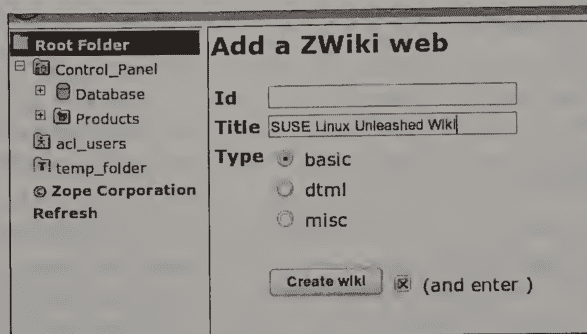 Root Folder
Control_Panel
Database
Products
acl_users
temp_folder
© Zope Corporation
Refresh
Add a ZWiki web
Id
Title SUSE Linux Unleashed Wiki
Type basic
dtml
misc
Create wiki (and enter )